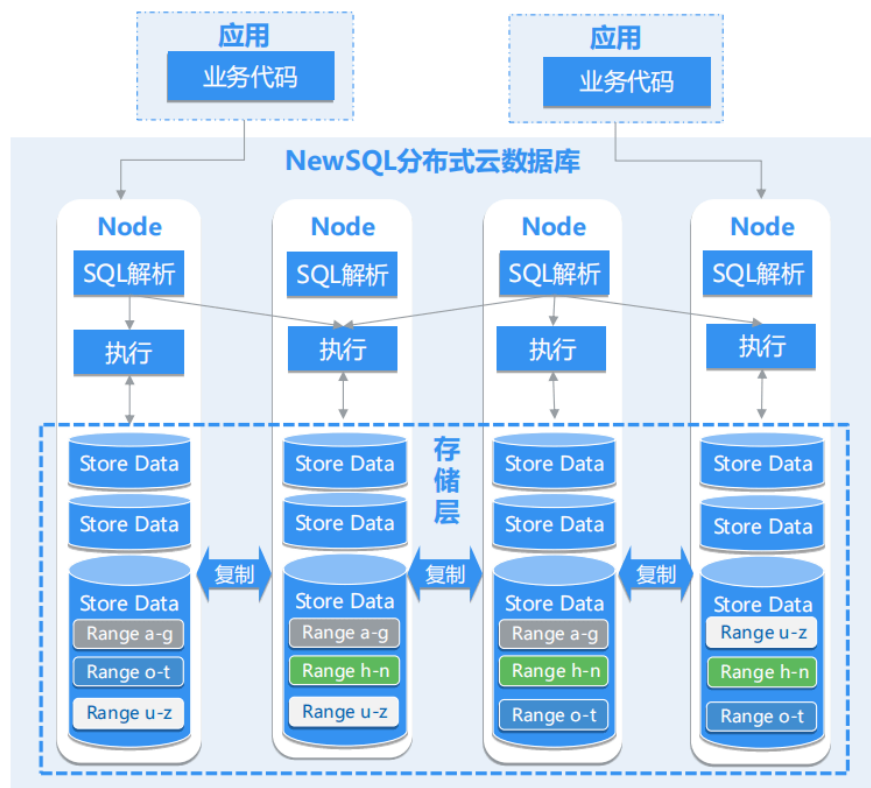 应用
业务代码
应用
业务代码
NewSQL分布式云数据库
Node
SQL解析
执行
Node
SQL解析
执行
Node
SQL解析
执行
Node
SQL解析
执行
存储层
Store Data
Store Data
Store Data
Range a-g
Range o-t
Range u-z
复制
Store Data
Store Data
Store Data
Range a-g
Range h-n
Range u-z
复制
Store Data
Store Data
Store Data
Range a-g
Range h-n
Range o-t
复制
Store Data
Store Data
Store Data
Range u-z
Range h-n
Range o-t